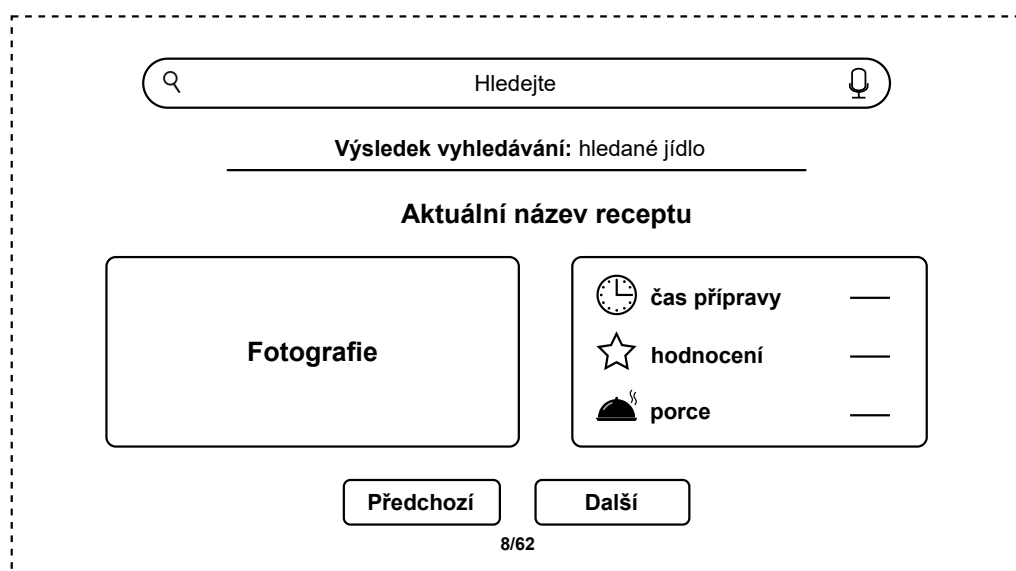 Hledejte
Výsledek vyhledávání: hledané jídlo
Aktuální název receptu
Fotografie
čas přípravy
hodnocení
porce
Předchozí
Další
8/62